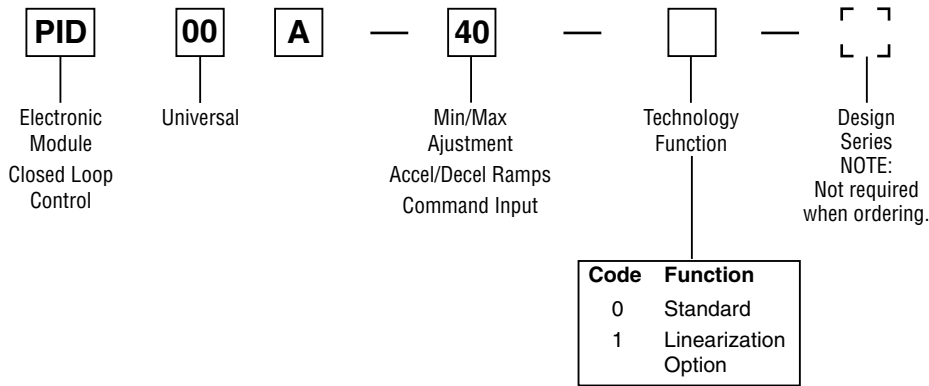 PID 00 A — 40 — —
Electronic
Module
Closed Loop
Control
Universal
Min/Max
Ajustment
Accel/Decel Ramps
Command Input
Technology
Function
Design
Series
NOTE:
Not required
when ordering.
Code Function
0 Standard
1 Linearization
Option